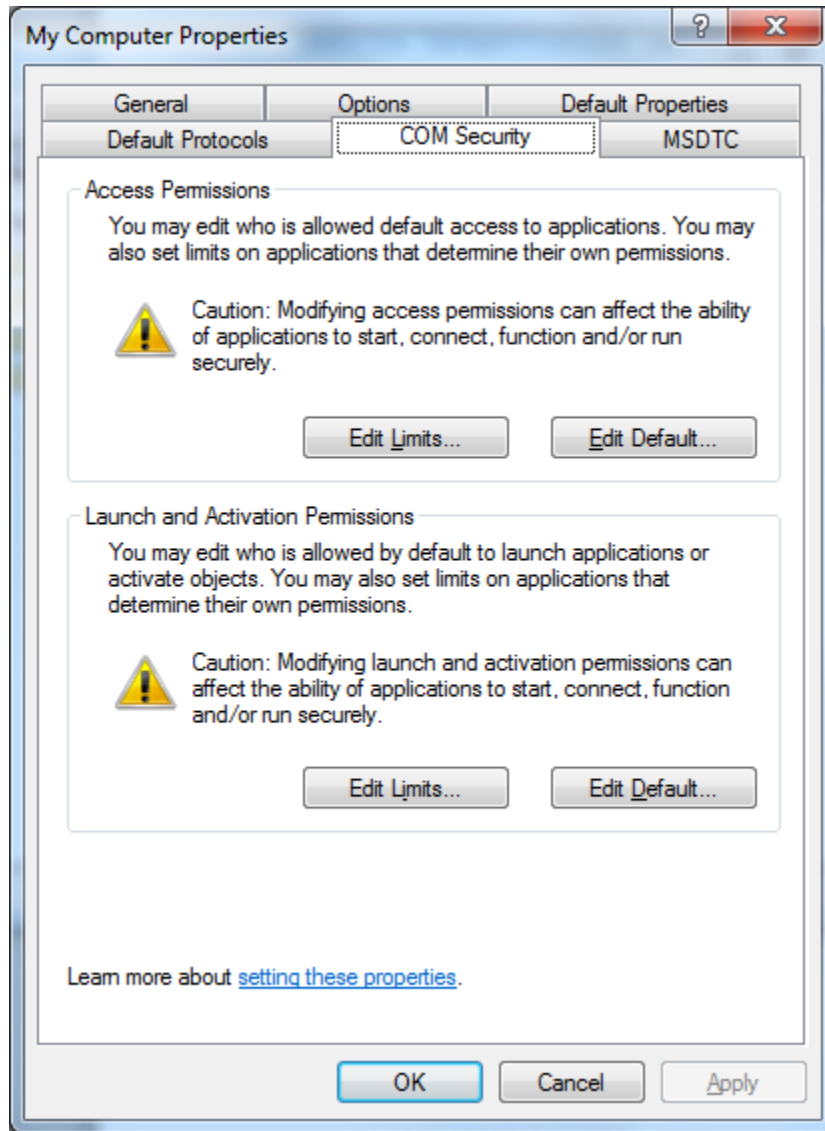 My Computer Properties
?
X
General
Options
Default Properties
Default Protocols
COM Security
MSDTC
Access Permissions
You may edit who is allowed default access to applications. You may
also set limits on applications that determine their own permissions.
Caution: Modifying access permissions can affect the ability
of applications to start, connect, function and/or run
securely.
Edit Limits...
Edit Default...
Launch and Activation Permissions
You may edit who is allowed by default to launch applications or
activate objects. You may also set limits on applications that
determine their own permissions.
Caution: Modifying launch and activation permissions can
affect the ability of applications to start, connect, function
and/or run securely.
Edit Limits...
Edit Default...
Learn more about setting these properties.
OK
Cancel
Apply